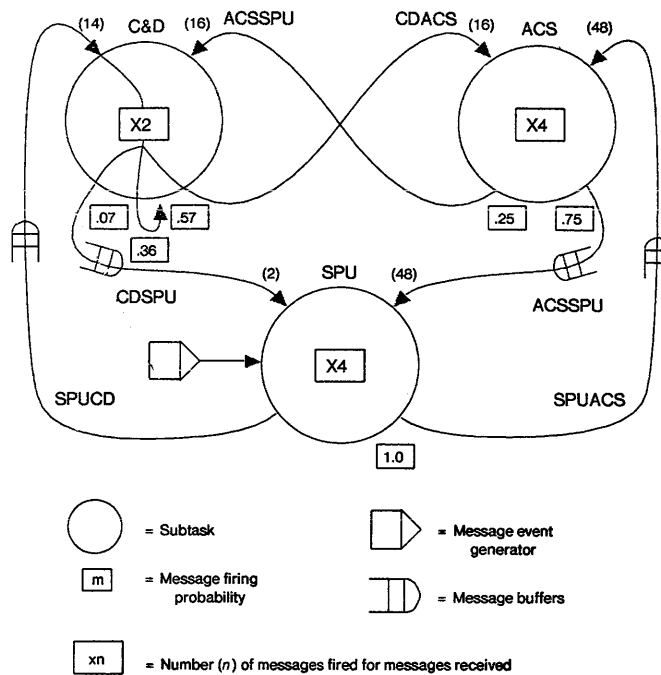 (14) C&D (16) ACSSPU CDACS (16) ACS (48)
X2 X4
.07 .57 .25 .75
.36
(2) SPU (48)
CDSPU ACSSPU
X4
SPUCD SPUACS
1.0
= Subtask
= Message event generator
m = Message firing probability
= Message buffers
xn = Number (n) of messages fired for messages received